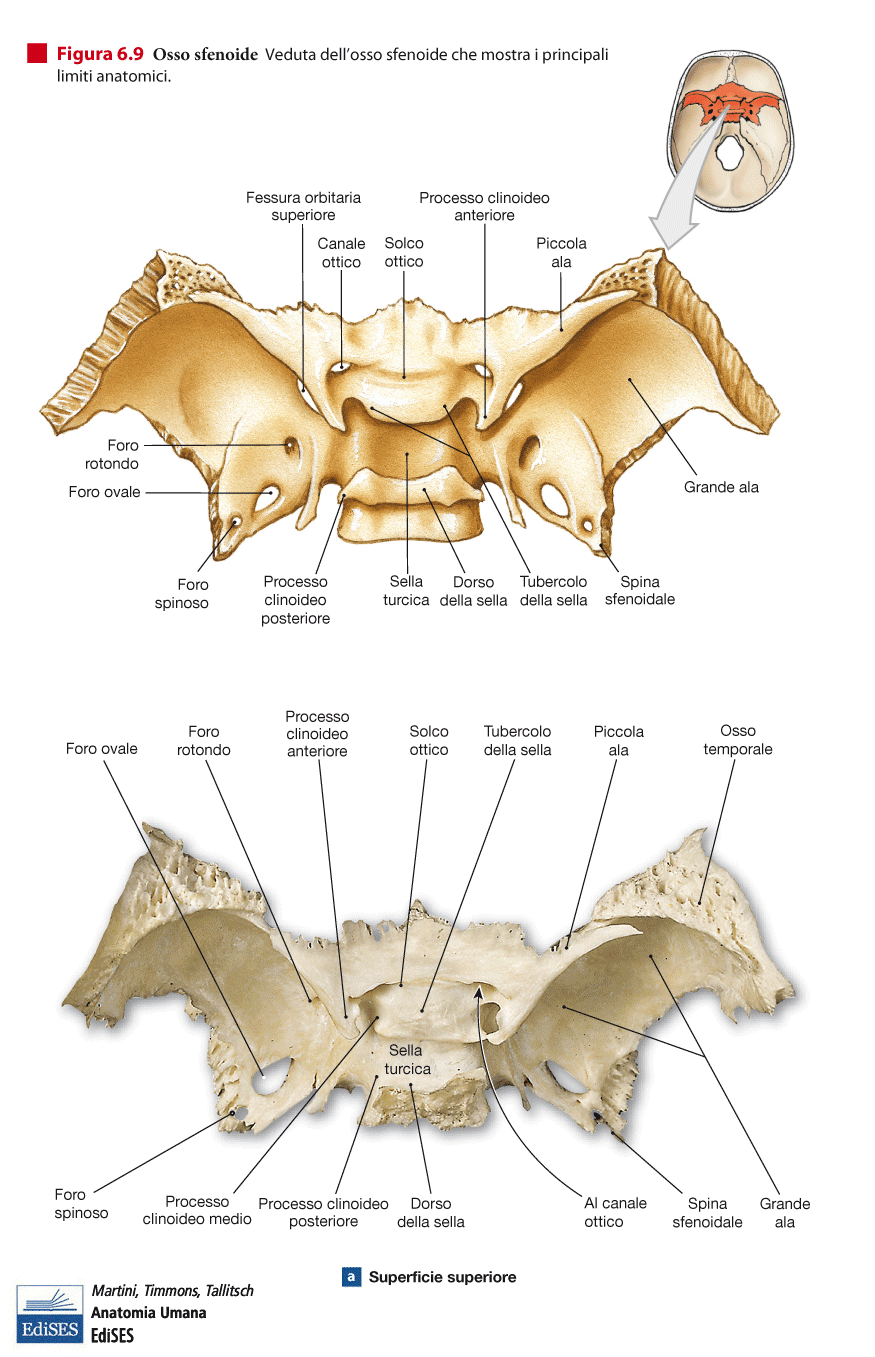 Figura 6.9 Osso sfenoide Veduta dell'osso sfenoide che mostra i principali
limiti anatomici.
Fessura orbitaria
superiore
Processo clinoideo
anteriore
Canale
ottico
Solco
ottico
Piccola
ala
Foro
rotondo
Foro ovale
Grande ala
Foro
spinoso
Processo
clinoideo
posteriore
Sella
turcica
Dorso
della sella
Tubercolo
della sella
Spina
sfenoidale
Foro ovale
Foro
rotondo
Processo
clinoideo
anteriore
Solco
ottico
Tubercolo
della sella
Piccola
ala
Osso
temporale
Sella
turcica
Foro
spinoso
Processo
clinoideo medio
Processo clinoideo
posteriore
Dorso
della sella
Al canale
ottico
Spina
sfenoidale
Grande
ala
a Superficie superiore
EdiSES
Martini, Timmons, Tallitsch
Anatomia Umana
EdiSES